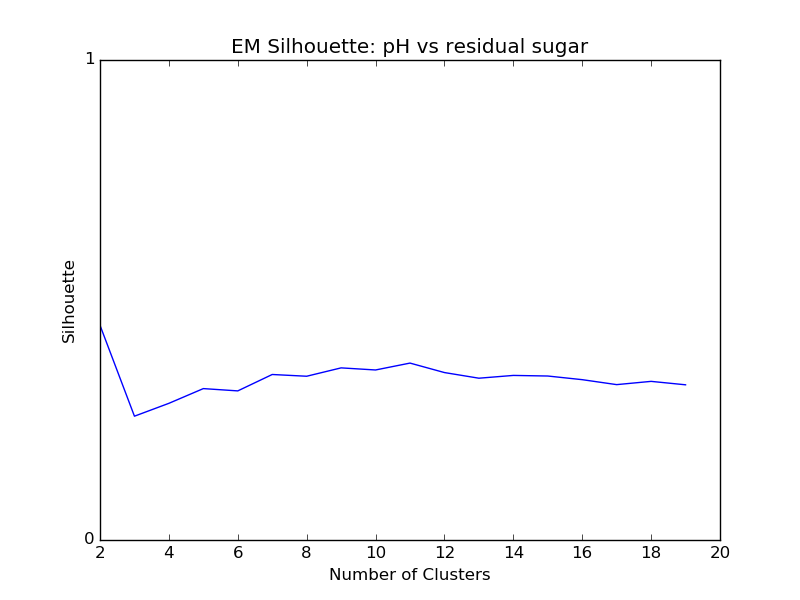 EM Silhouette: pH vs residual sugar
1
Silhouette
0
2 4 6 8 10 12 14 16 18 20
Number of Clusters